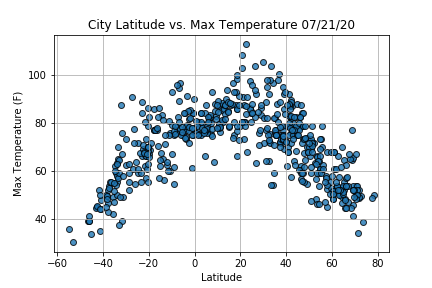 City Latitude vs. Max Temperature 07/21/20
Max Temperature (F)
100
80
60
40
−60 −40 −20 0 20 40 60 80
Latitude